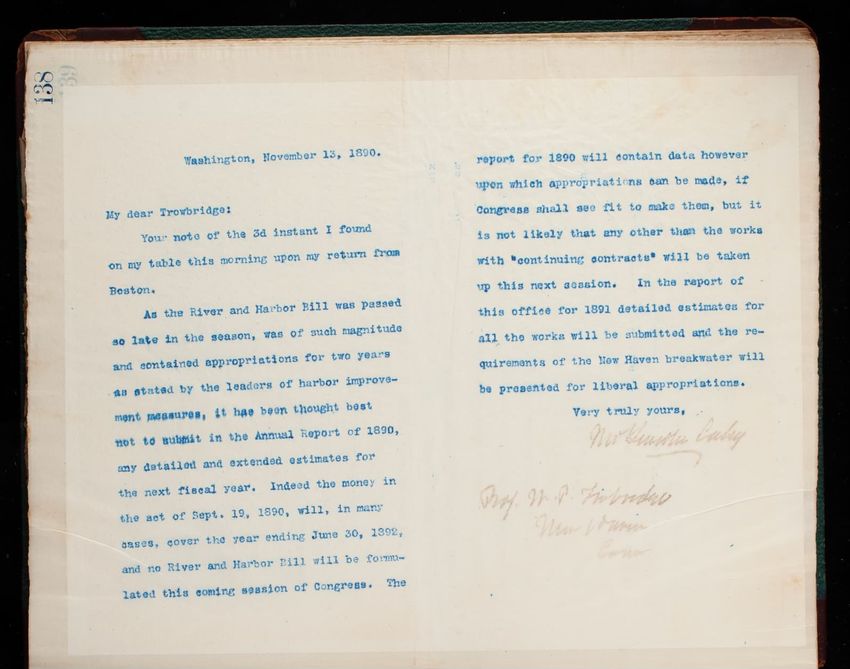 138
139
Washington, November 13, 1890.
My dear Trowbridge:
Your note of the 3d instant I found
on my table this morning upon my return from
Boston.
As the River and Harbor Bill was passed
so late in the season, was of such magnitude
and contained appropriations for two years
as stated by the leaders of harbor improve-
ment measures, it has been thought best
not to submit in the Annual Report of 1890,
any detailed and extended estimates for
the next fiscal year. Indeed the money in
the act of Sept. 19, 1890, will, in many
cases, cover the year ending June 30, 1892,
and no River and Harbor Bill will be formu-
lated this coming session of Congress. The
report for 1890 will contain data however
upon which appropriations can be made, if
Congress shall see fit to make them, but it
is not likely that any other than the works
with "continuing contracts" will be taken
up this next session. In the report of
this office for 1891 detailed estimates for
all the works will be submitted and the re-
quirements of the New Haven breakwater will
be presented for liberal appropriations.
Very truly yours,
Thos Lincoln Casey
Prof. W. P. Trowbridge
New Haven
Conn